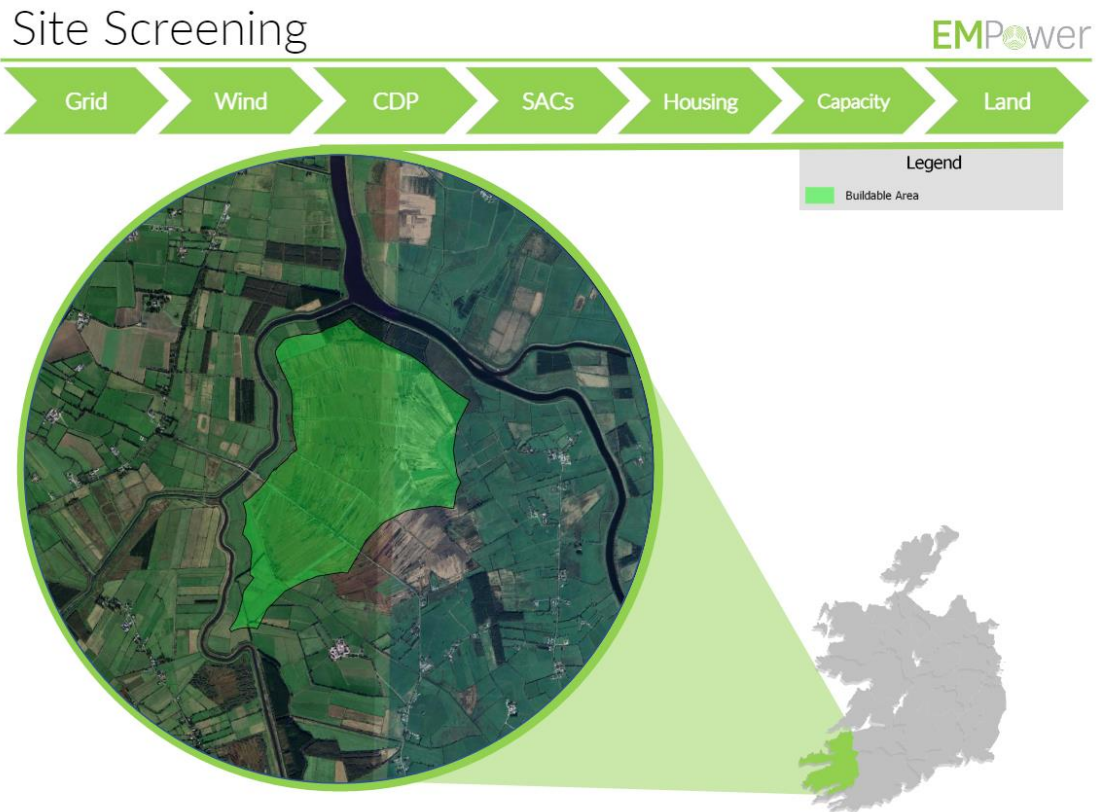 Site Screening
EMPower
Grid
Wind
CDP
SACs
Housing
Capacity
Land
Legend
Buildable Area